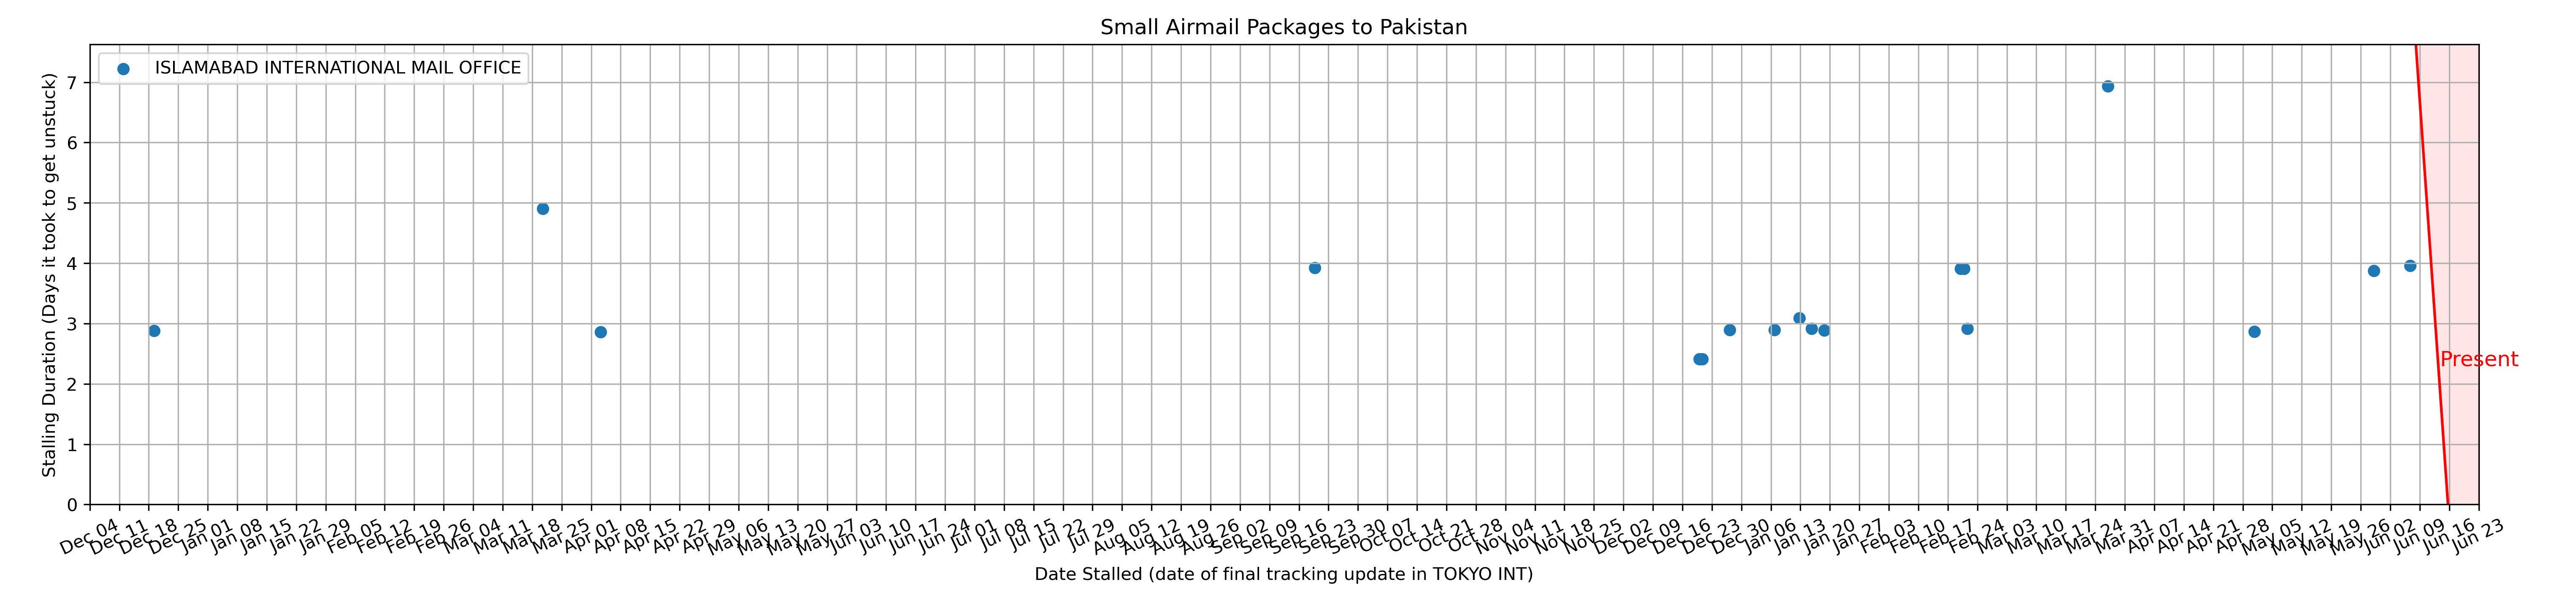 Small Airmail Packages to Pakistan
ISLAMABAD INTERNATIONAL MAIL OFFICE
Stalling Duration (Days it took to get unstuck)
7
6
5
4
3
2
1
0
Present
Dec 04 Dec 11 Dec 18 Dec 25 Jan 01 Jan 08 Jan 15 Jan 22 Jan 29 Feb 05 Feb 12 Feb 19 Feb 26 Mar 04 Mar 11 Mar 18 Mar 25 Apr 01 Apr 08 Apr 15 Apr 22 Apr 29 May 06 May 13 May 20 May 27 Jun 03 Jun 10 Jun 17 Jun 24 Jul 01 Jul 08 Jul 15 Jul 22 Jul 29 Aug 05 Aug 12 Aug 19 Aug 26 Sep 02 Sep 09 Sep 16 Sep 23 Sep 30 Oct 07 Oct 14 Oct 21 Oct 28 Nov 04 Nov 11 Nov 18 Nov 25 Dec 02 Dec 09 Dec 16 Dec 23 Dec 30 Jan 06 Jan 13 Jan 20 Jan 27 Feb 03 Feb 10 Feb 17 Feb 24 Mar 03 Mar 10 Mar 17 Mar 24 Mar 31 Apr 07 Apr 14 Apr 21 Apr 28 May 05 May 12 May 19 May 26 Jun 02 Jun 09 Jun 16 Jun 23
Date Stalled (date of final tracking update in TOKYO INT)